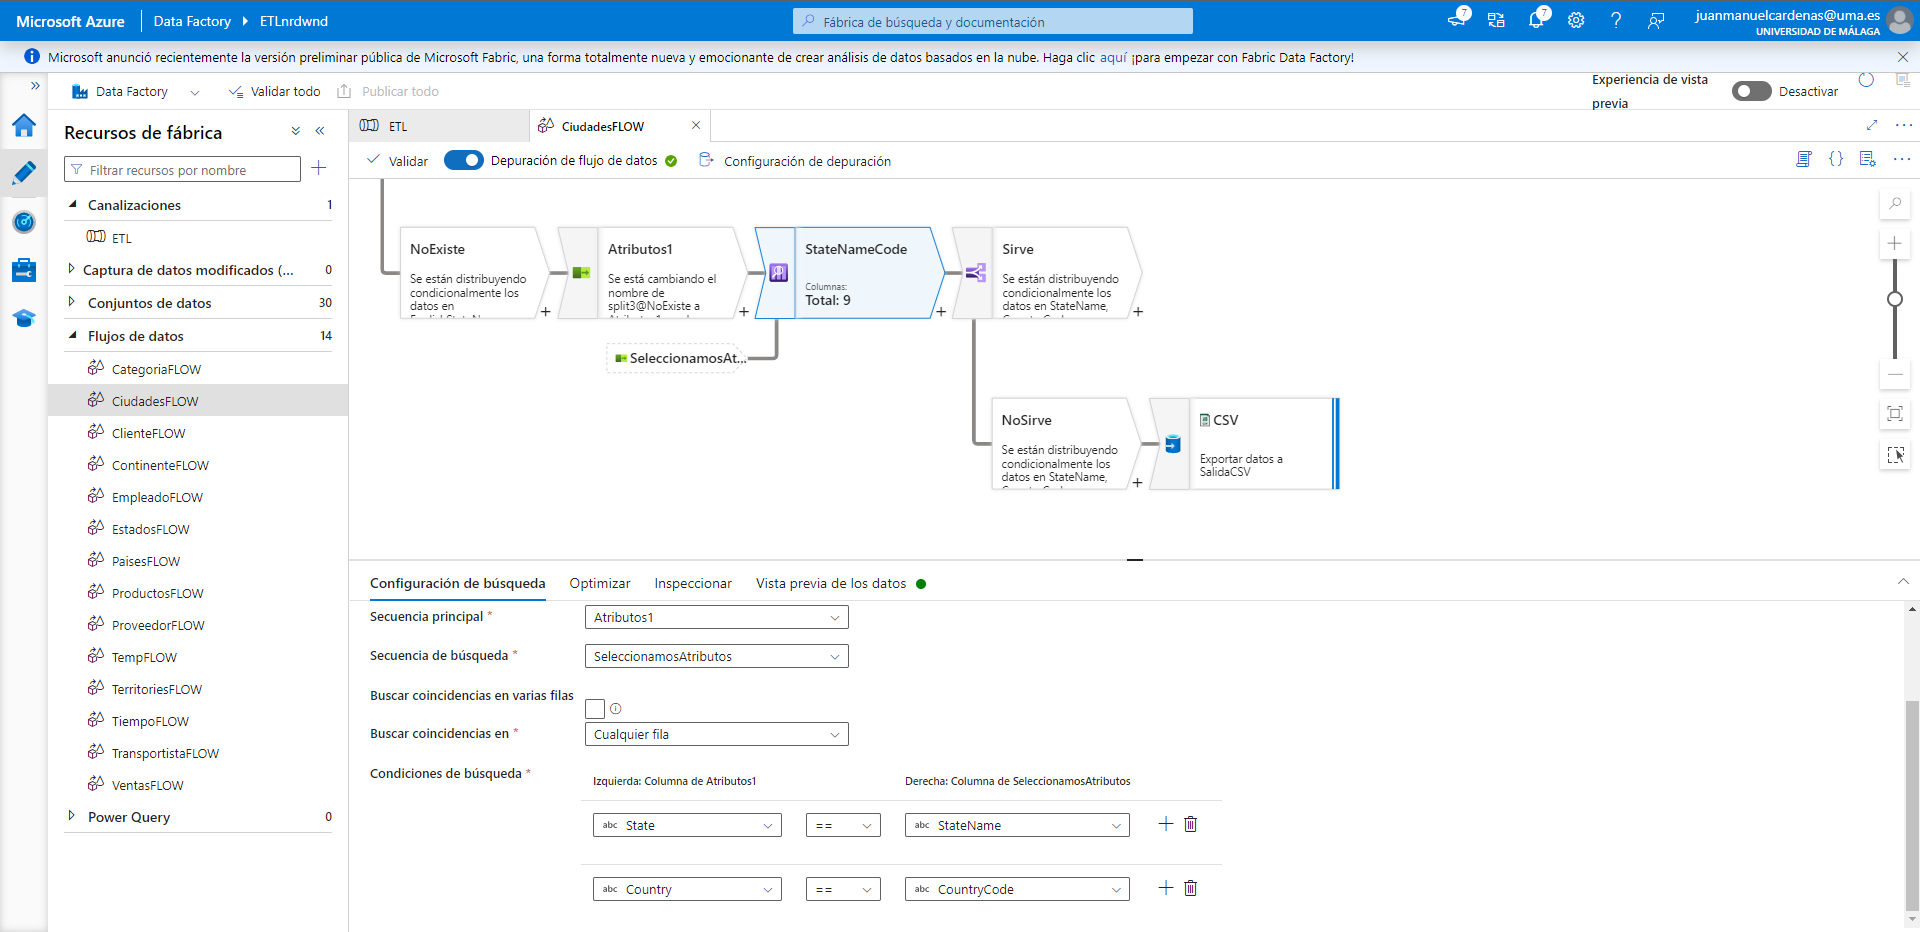 Microsoft Azure
Data Factory
ETLnrdwnd
Fábrica de búsqueda y documentación
7
7
juanmanuelcardenas@uma.es
UNIVERSIDAD DE MÁLAGA
Microsoft anunció recientemente la versión preliminar pública de Microsoft Fabric, una forma totalmente nueva y emocionante de crear análisis de datos basados en la nube. Haga clic aquí ¡para empezar con Fabric Data Factory!
Data Factory
Validar todo
Publicar todo
Experiencia de vista
previa
Desactivar
Recursos de fábrica
Filtrar recursos por nombre
Canalizaciones 1
ETL
Captura de datos modificados (... 0
Conjuntos de datos 30
Flujos de datos 14
CategoriaFLOW
CiudadesFLOW
ClienteFLOW
ContinenteFLOW
EmpleadoFLOW
EstadosFLOW
PaisesFLOW
ProductosFLOW
ProveedorFLOW
TempFLOW
TerritoriesFLOW
TiempoFLOW
TransportistaFLOW
VentasFLOW
Power Query 0
ETL
CiudadesFLOW
Validar
Depuración de flujo de datos
Configuración de depuración
NoExiste
Se están distribuyendo
condicionalmente los
datos en
Atributos1
Se está cambiando el
nombre de
split3@NoExiste a
StateNameCode
Columnas:
Total: 9
Sirve
Se están distribuyendo
condicionalmente los
datos en StateName,
SeleccionamosAt...
NoSirve
Se están distribuyendo
condicionalmente los
datos en StateName,
CSV
Exportar datos a
SalidaCSV
Configuración de búsqueda
Optimizar
Inspeccionar
Vista previa de los datos
Secuencia principal *
Atributos1
Secuencia de búsqueda *
SeleccionamosAtributos
Buscar coincidencias en varias filas
Buscar coincidencias en *
Cualquier fila
Condiciones de búsqueda *
Izquierda: Columna de Atributos1
Derecha: Columna de SeleccionamosAtributos
abc State
==
abc StateName
abc Country
==
abc CountryCode